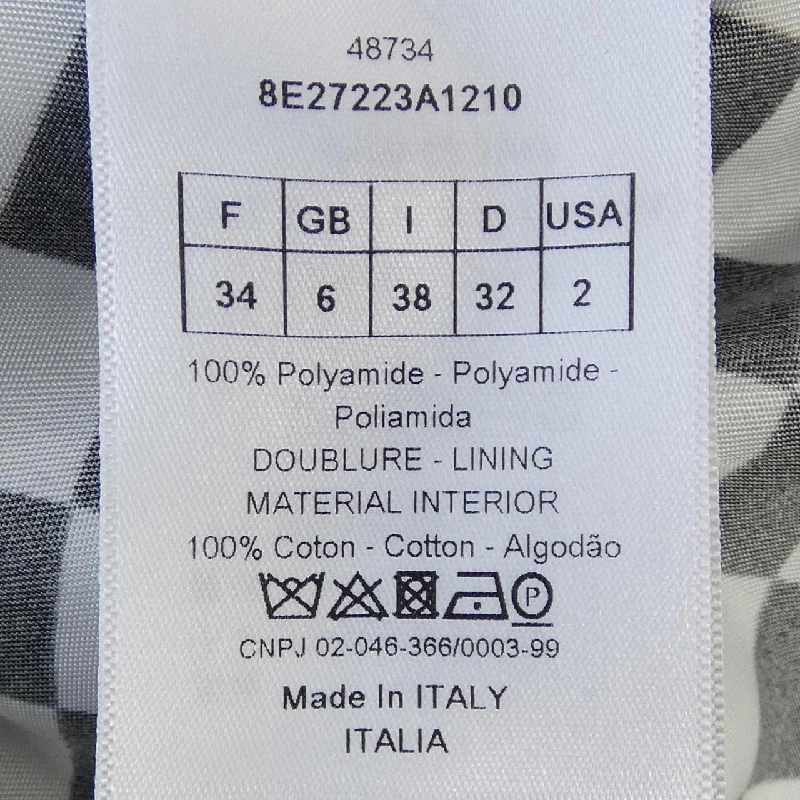 48734
8E27223A1210
F GB I D USA
34 6 38 32 2
100% Polyamide - Polyamide -
Poliamida
DOUBLURE - LINING
MATERIAL INTERIOR
100% Coton - Cotton - Algodão
P
CNPJ 02-046-366/0003-99
Made In ITALY
ITALIA